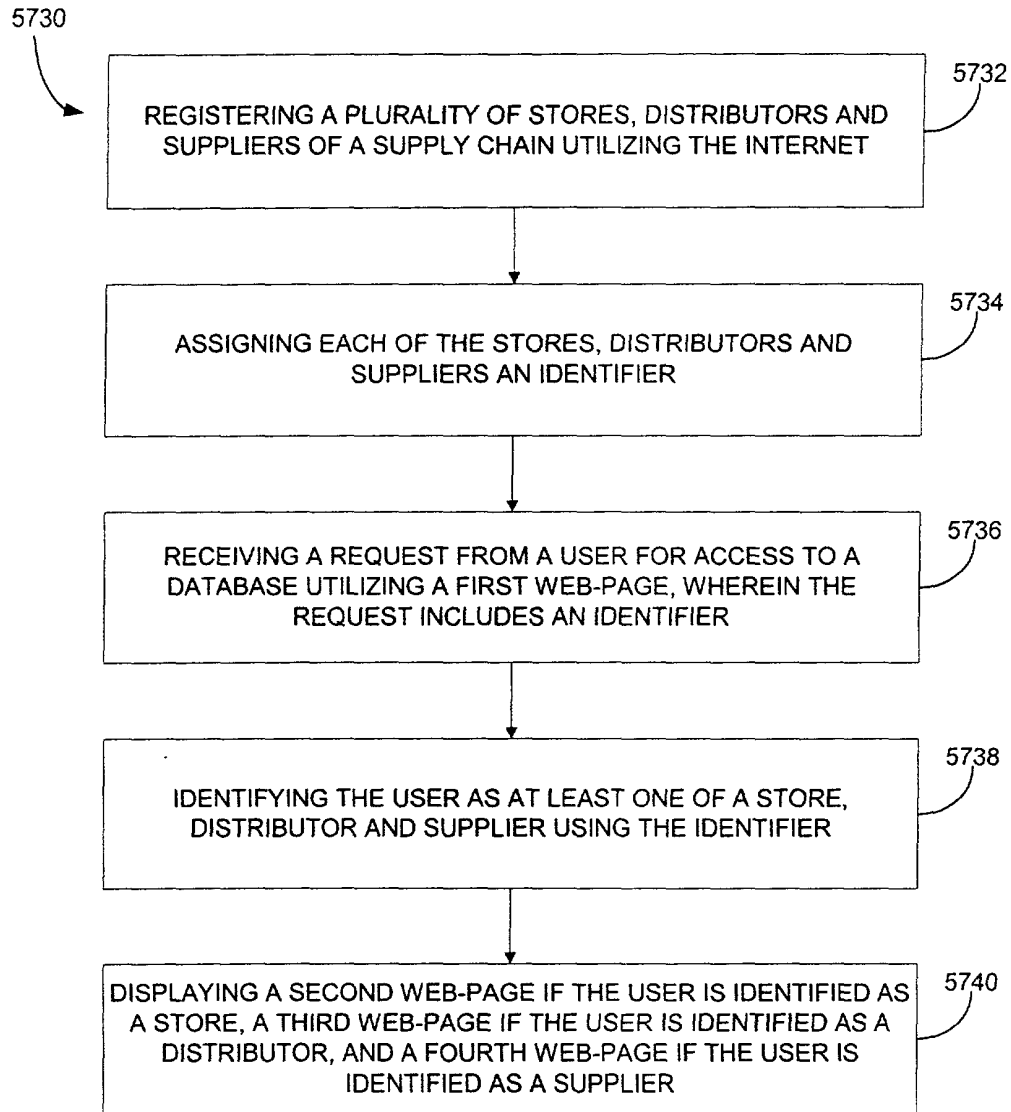 5730
5732
REGISTERING A PLURALITY OF STORES, DISTRIBUTORS AND
SUPPLIERS OF A SUPPLY CHAIN UTILIZING THE INTERNET
5734
ASSIGNING EACH OF THE STORES, DISTRIBUTORS AND
SUPPLIERS AN IDENTIFIER
5736
RECEIVING A REQUEST FROM A USER FOR ACCESS TO A
DATABASE UTILIZING A FIRST WEB-PAGE, WHEREIN THE
REQUEST INCLUDES AN IDENTIFIER
5738
IDENTIFYING THE USER AS AT LEAST ONE OF A STORE,
DISTRIBUTOR AND SUPPLIER USING THE IDENTIFIER
5740
DISPLAYING A SECOND WEB-PAGE IF THE USER IS IDENTIFIED AS
A STORE, A THIRD WEB-PAGE IF THE USER IS IDENTIFIED AS A
DISTRIBUTOR, AND A FOURTH WEB-PAGE IF THE USER IS
IDENTIFIED AS A SUPPLIER